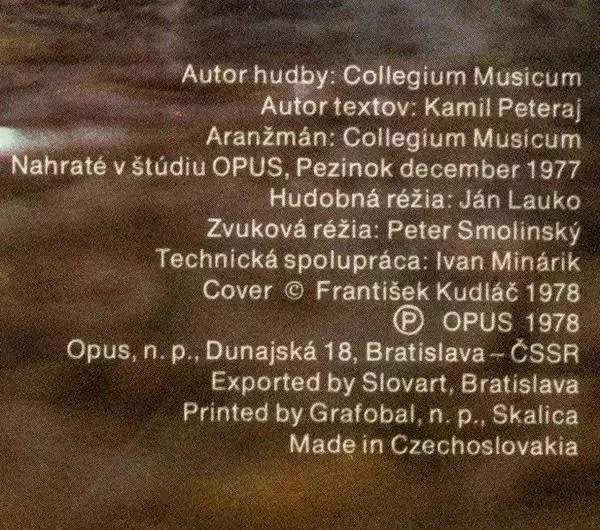 Autor hudby: Collegium Musicum
Autor textov: Kamil Peteraj
Aranžmán: Collegium Musicum
Nahraté v štúdiu OPUS, Pezinok december 1977
Hudobná réžia: Ján Lauko
Zvuková réžia: Peter Smolinský
Technická spolupráca: Ivan Minárik
Cover © František Kudláč 1978
℗ OPUS 1978
Opus, n. p., Dunajská 18, Bratislava – ČSSR
Exported by Slovart, Bratislava
Printed by Grafobal, n. p., Skalica
Made in Czechoslovakia